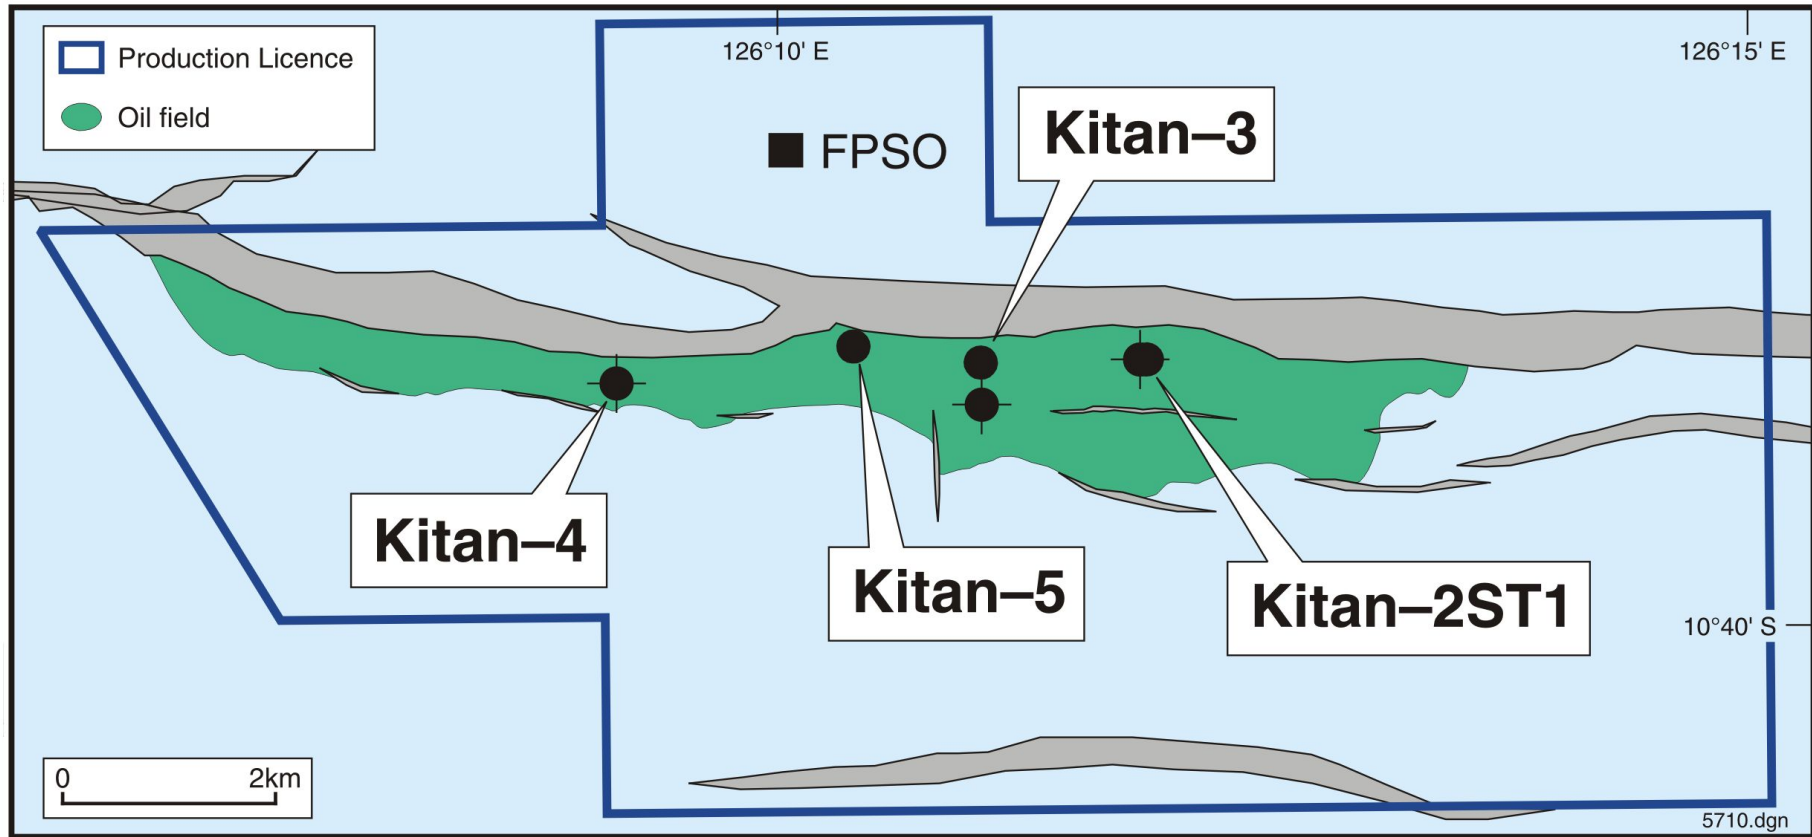 Production Licence
Oil field
126°10' E
126°15' E
FPSO
Kitan–3
Kitan–4
Kitan–5
Kitan–2ST1
10°40' S
0 2km
5710.dgn